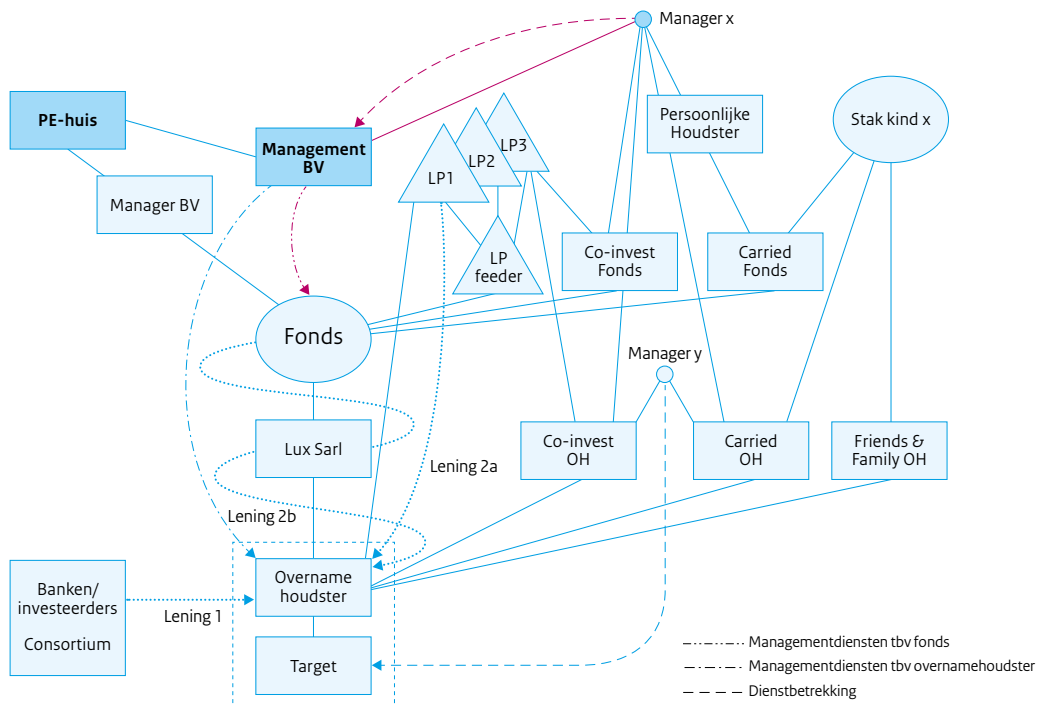 Manager x
PE-huis
Management
BV
Manager BV
LP1
LP2
LP3
LP
feeder
Persoonlijke
Houdster
Stak kind x
Co-invest
Fonds
Carried
Fonds
Fonds
Manager y
Lux Sarl
Co-invest
OH
Carried
OH
Friends &
Family OH
Lening 2a
Lening 2b
Banken/
investeerders
Consortium
Lening 1
Overname
houdster
Target
Managementdiensten tbv fonds
Managementdiensten tbv overnamehoudster
Dienstbetrekking